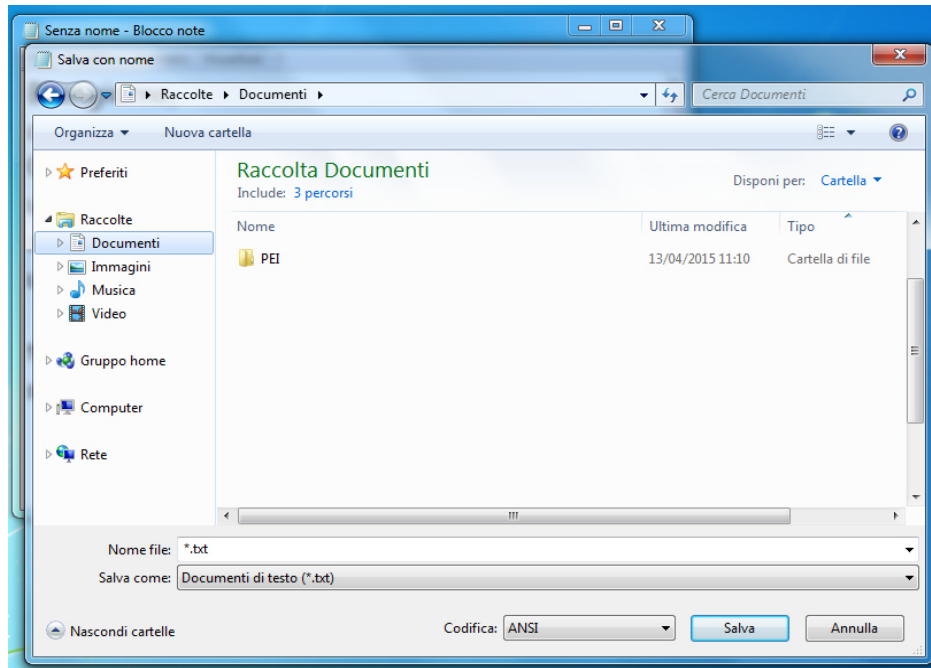 Senza nome - Blocco note
Salva con nome
Raccolte Documenti
Cerca Documenti
Organizza Nuova cartella
Preferiti
Raccolte
Documenti
Immagini
Musica
Video
Gruppo home
Computer
Rete
Raccolta Documenti
Include: 3 percorsi
Disponi per: Cartella
Nome Ultima modifica Tipo
PEI 13/04/2015 11:10 Cartella di file
Nome file: *.txt
Salva come: Documenti di testo (*.txt)
Nascondi cartelle
Codifica: ANSI
Salva
Annulla